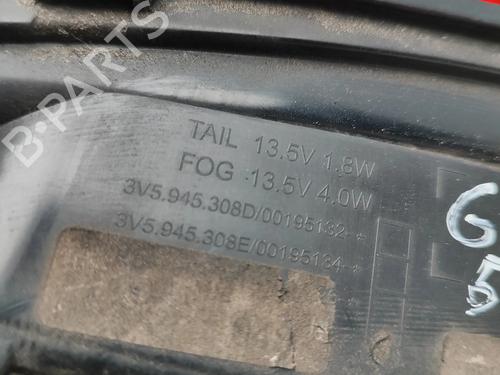 B-PARTS
TAIL 13.5V 1.8W
FOG :13.5V 4.0W
3V5.945.308D/00195132-*
3V5.945.308E/00195134-*
G
5